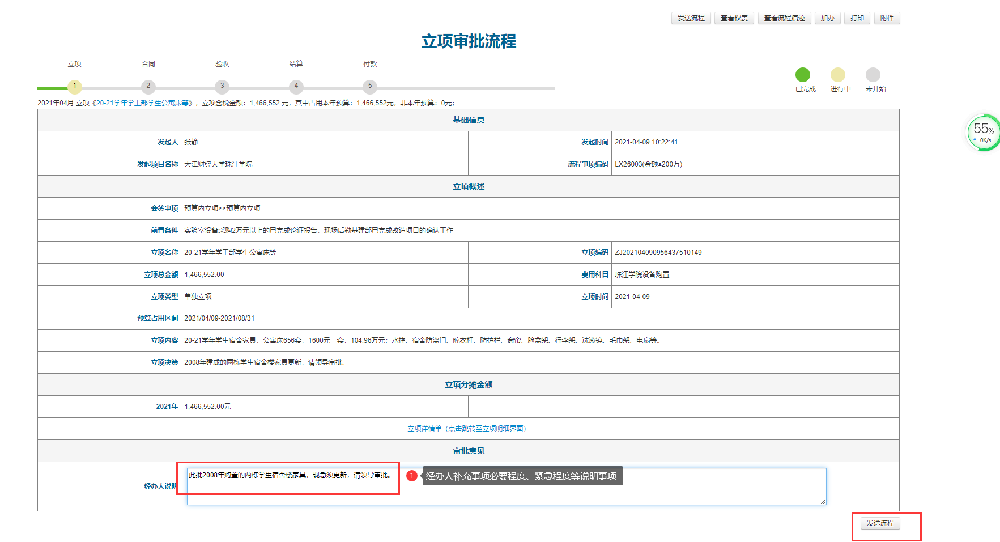 发送流程 查看权责 查看流程痕迹 加办 打印 附件
立项审批流程
立项 合同 验收 结算 付款
1 2 3 4 5
已完成 进行中 未开始
2021年04月 立项《20-21学年学工部学生公寓床等》，立项含税金额：1,466,552 元，其中占用本年预算：1,466,552元，非本年预算：0元；
基础信息
发起人 张静 发起时间 2021-04-09 10:22:41
发起项目名称 天津财经大学珠江学院 流程事项编码 LX26003(金额≤200万)
立项概述
会签事项 预算内立项>>预算内立项
前置条件 实验室设备采购2万元以上的已完成论证报告，现场后勤基建部已完成改造项目的确认工作
立项名称 20-21学年学工部学生公寓床等 立项编码 ZJ202104090956437510149
立项总金额 1,466,552.00 费用科目 珠江学院设备购置
立项类型 单独立项 立项时间 2021-04-09
预算占用区间 2021/04/09-2021/08/31
立项内容 20-21学年学生宿舍家具，公寓床656套，1600元一套，104.96万元；水控、宿舍防盗门、晾衣杆、防护栏、窗帘、脸盆架、行李架、洗漱镜、毛巾架、电扇等。
立项决策 2008年建成的两栋学生宿舍楼家具更新，请领导审批。
立项分摊金额
2021年 1,466,552.00元
立项详情单（点击跳转至立项明细界面）
审批意见
经办人说明 此批2008年购置的两栋学生宿舍楼家具，现急须更新，请领导审批。
1 经办人补充事项必要程度、紧急程度等说明事项
发送流程
55%
0K/s